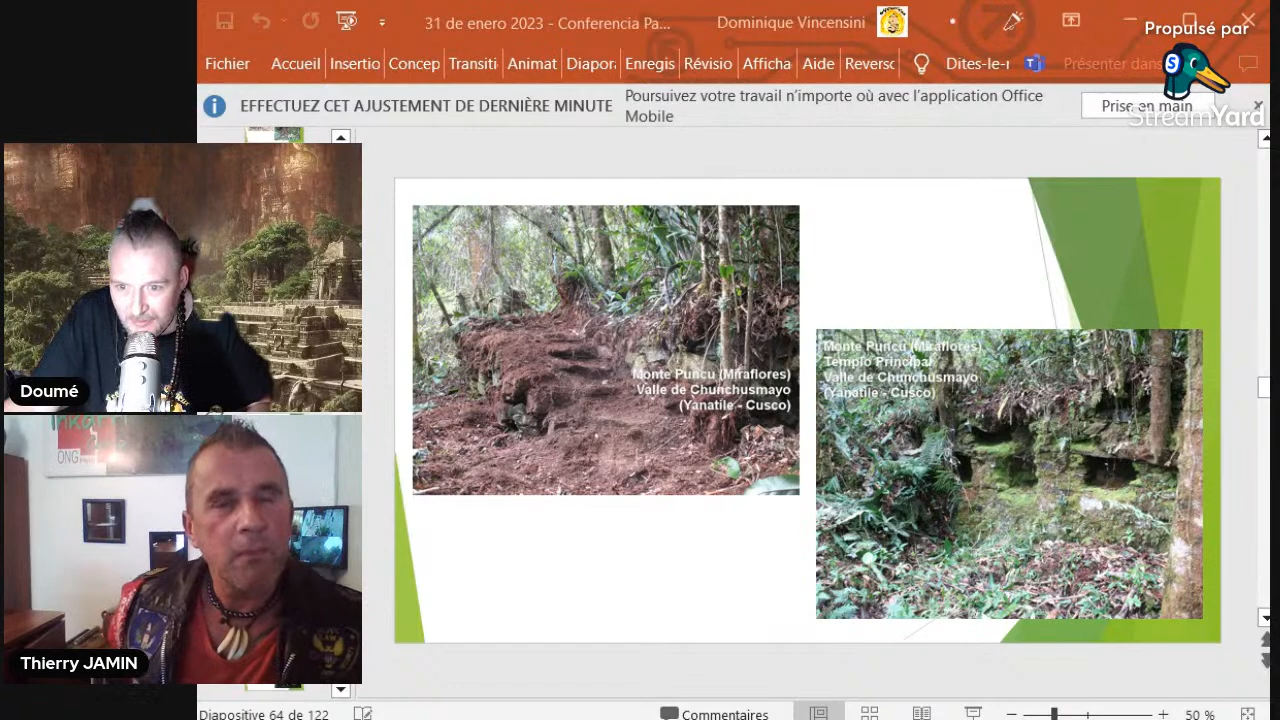 31 de enero 2023 - Conferencia Pa...
Dominique Vincensini
Propulsé par
StreamYard
Fichier
Accueil
Insertio
Concep
Transiti
Animat
Diapora
Enregis
Révisio
Afficha
Aide
Reversc
Dites-le-r
Présenter dans
EFFECTUEZ CET AJUSTEMENT DE DERNIÈRE MINUTE
Poursuivez votre travail n'importe où avec l'application Office
Mobile
Prise en main
Doumé
ONG
Thierry JAMIN
Monte Puncu (Miraflores)
Valle de Chunchusmayo
(Yanatile - Cusco)
Monte Puncu (Miraflores)
Templo Principal
Valle de Chunchusmayo
(Yanatile - Cusco)
Diapositive 64 de 122
Commentaires
50 %